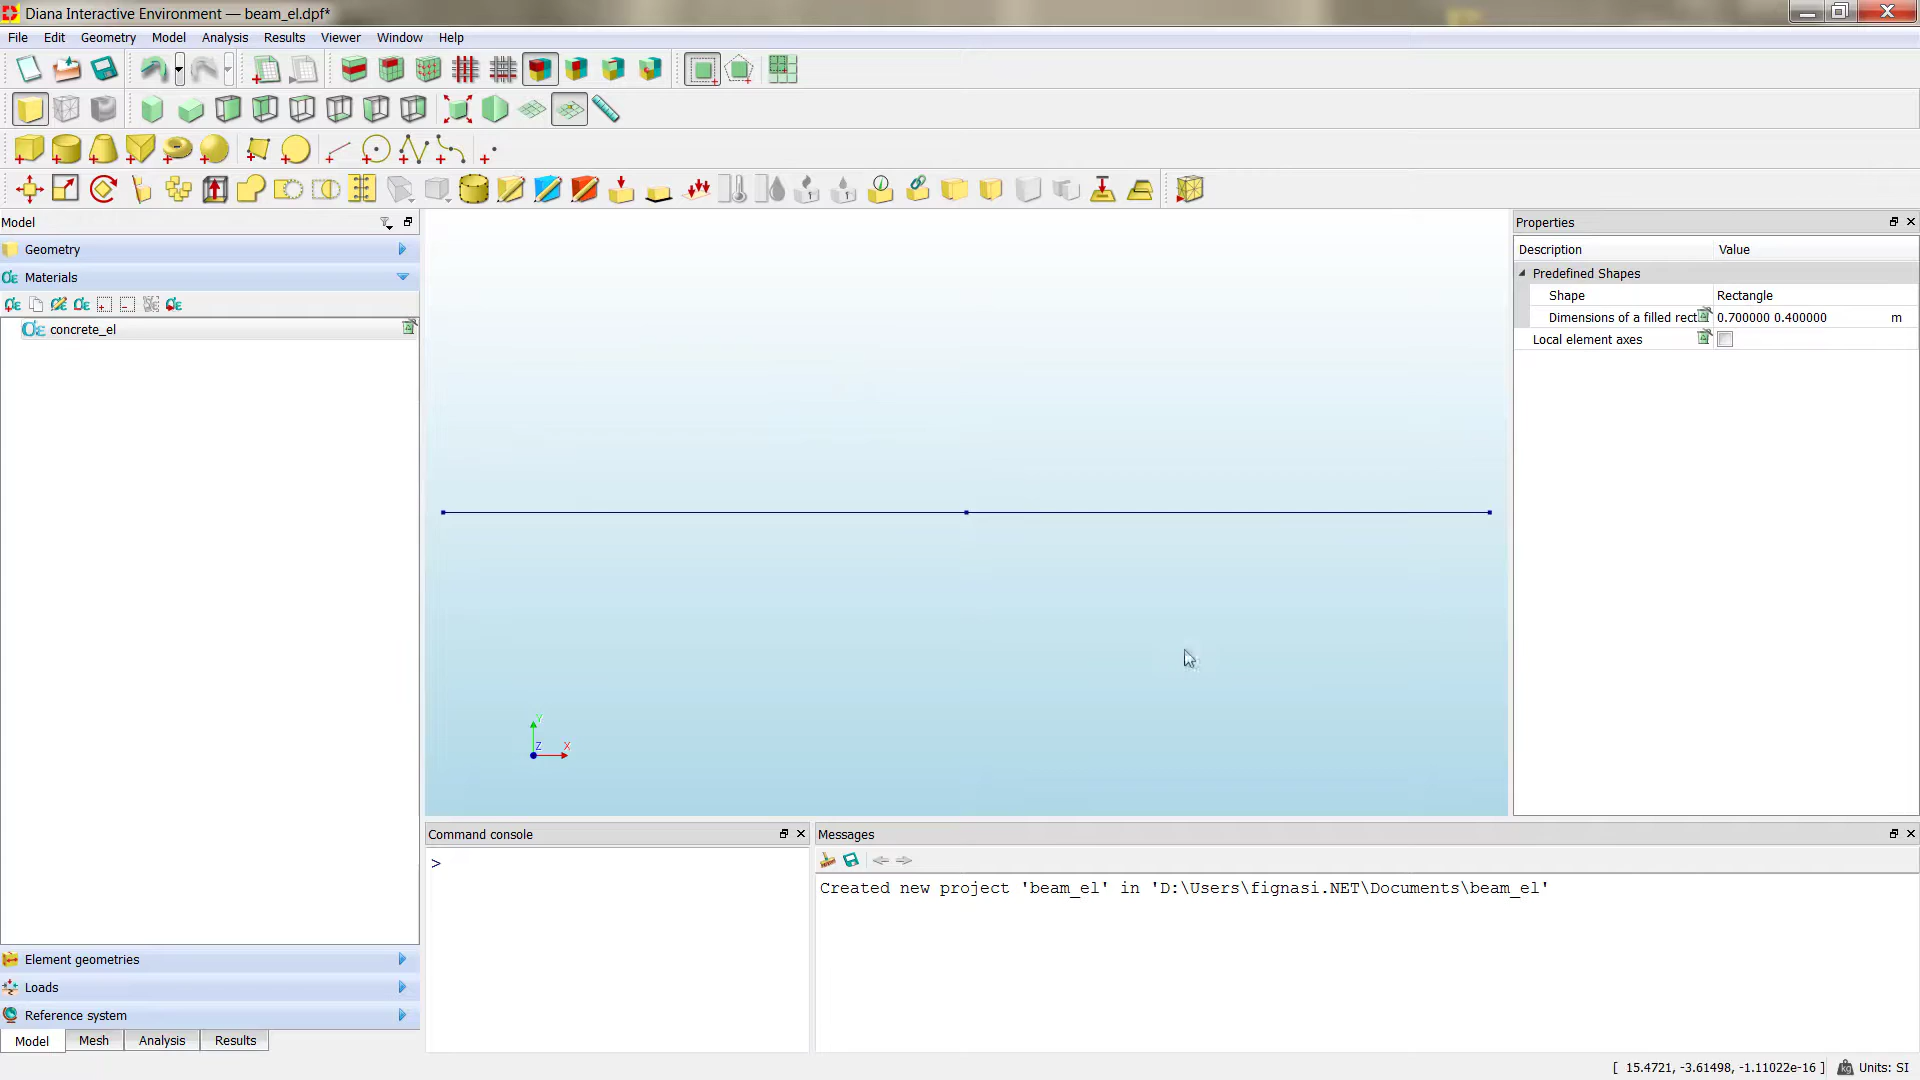 Diana Interactive Environment — beam_el.dpf*
File Edit Geometry Model Analysis Results Viewer Window Help
Model
Geometry
Materials
concrete_el
Element geometries
Loads
Reference system
Model Mesh Analysis Results
Y
Z X
Command console
>
Messages
Created new project 'beam_el' in 'D:\Users\fignasi.NET\Documents\beam_el'
Properties
Description Value
Predefined Shapes
Shape Rectangle
Dimensions of a filled rect 0.700000 0.400000 m
Local element axes
[ 15.4721, -3.61498, -1.11022e-16 ] Units: SI